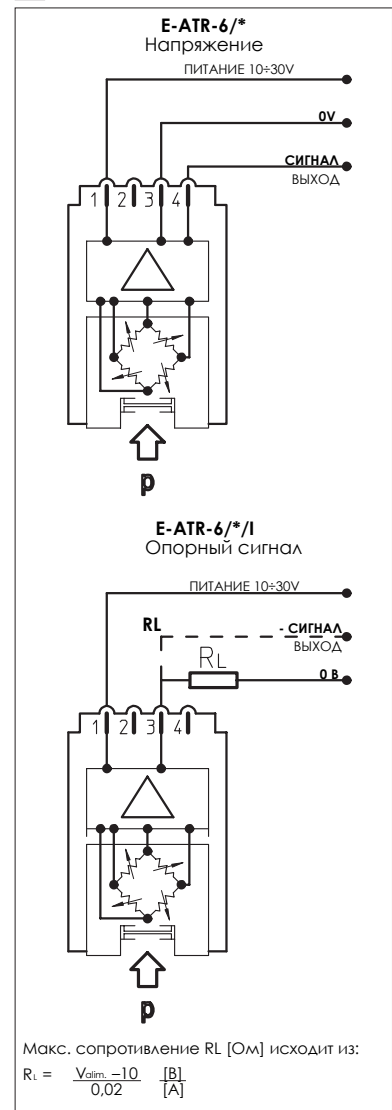 E-ATR-6/*
Напряжение
ПИТАНИЕ 10÷30V
0V
СИГНАЛ
ВЫХОД
1 2 3 4
p
E-ATR-6/*/I
Опорный сигнал
ПИТАНИЕ 10÷30V
RL - СИГНАЛ
ВЫХОД
RL
0 В
1 2 3 4
p
Макс. сопротивление RL [Ом] исходит из:
RL = Valim. –10 [В]
0,02 [А]